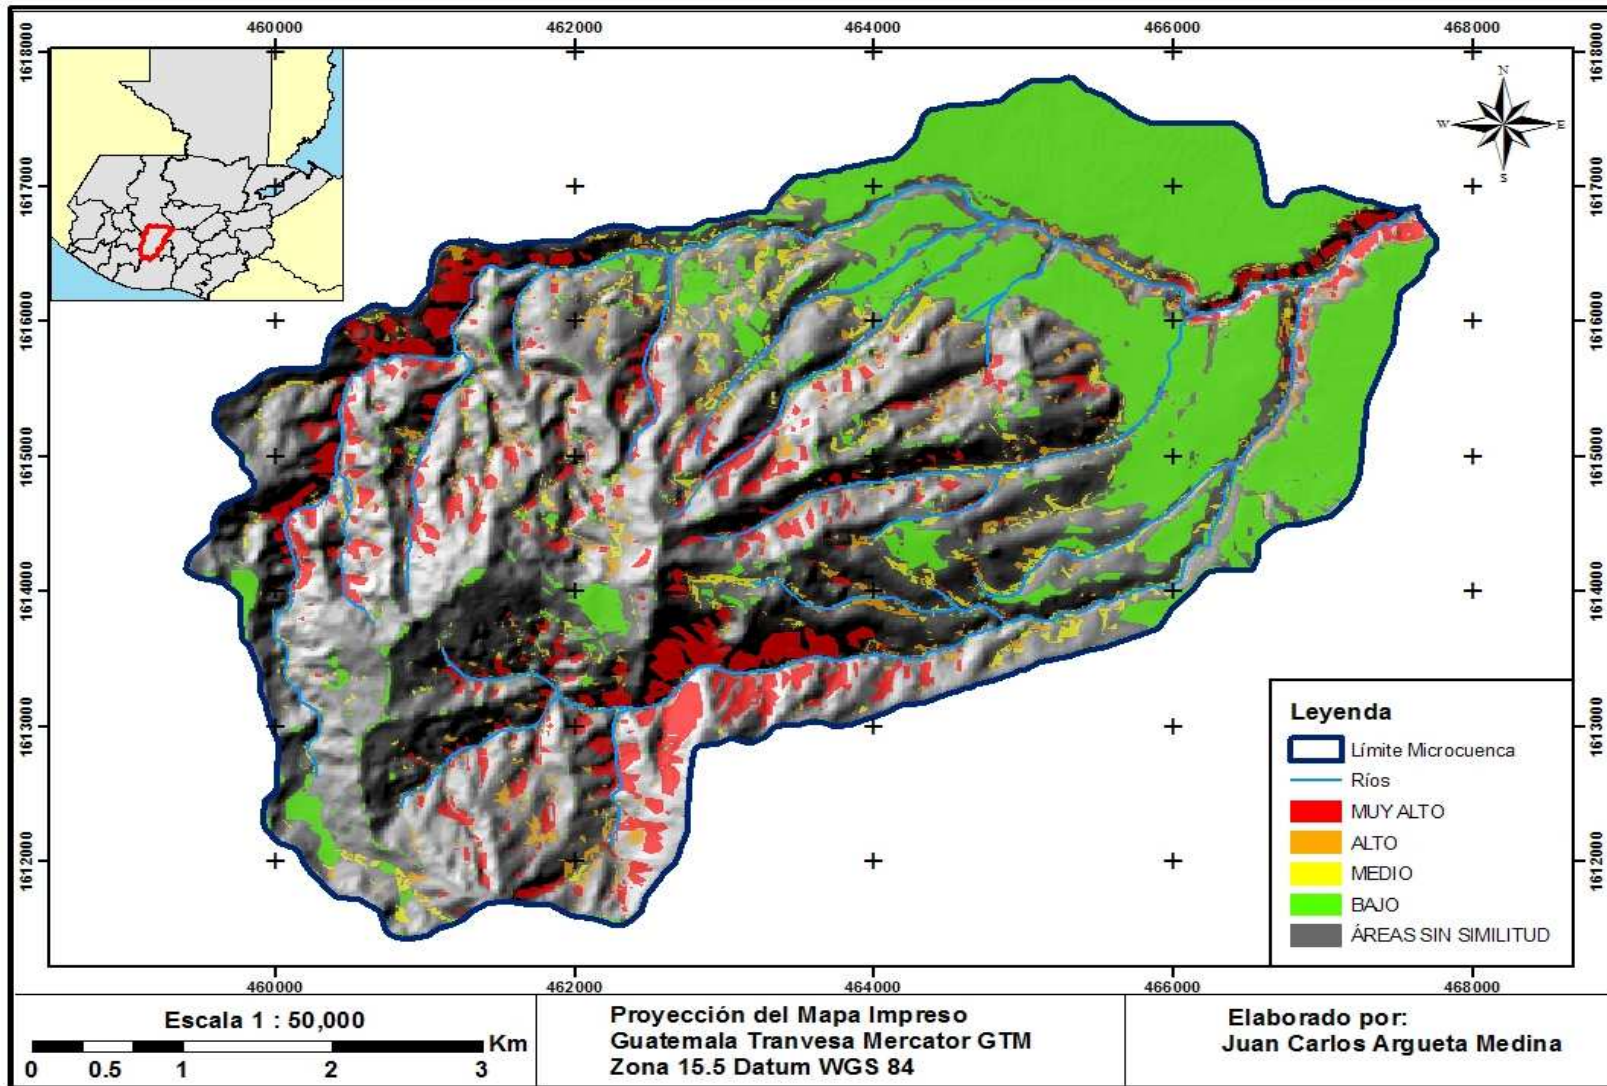 460000 462000 464000 466000 468000
1618000 1618000
1617000 1617000
1616000 1616000
1615000 1615000
1614000 1614000
1613000 1613000
1612000 1612000
N
W E
S
Leyenda
Límite Microcuenca
Ríos
MUY ALTO
ALTO
MEDIO
BAJO
ÁREAS SIN SIMILITUD
460000 462000 464000 466000 468000
Escala 1 : 50,000
Km
0 0.5 1 2 3
Proyección del Mapa Impreso
Guatemala Tranvesa Mercator GTM
Zona 15.5 Datum WGS 84
Elaborado por:
Juan Carlos Argueta Medina